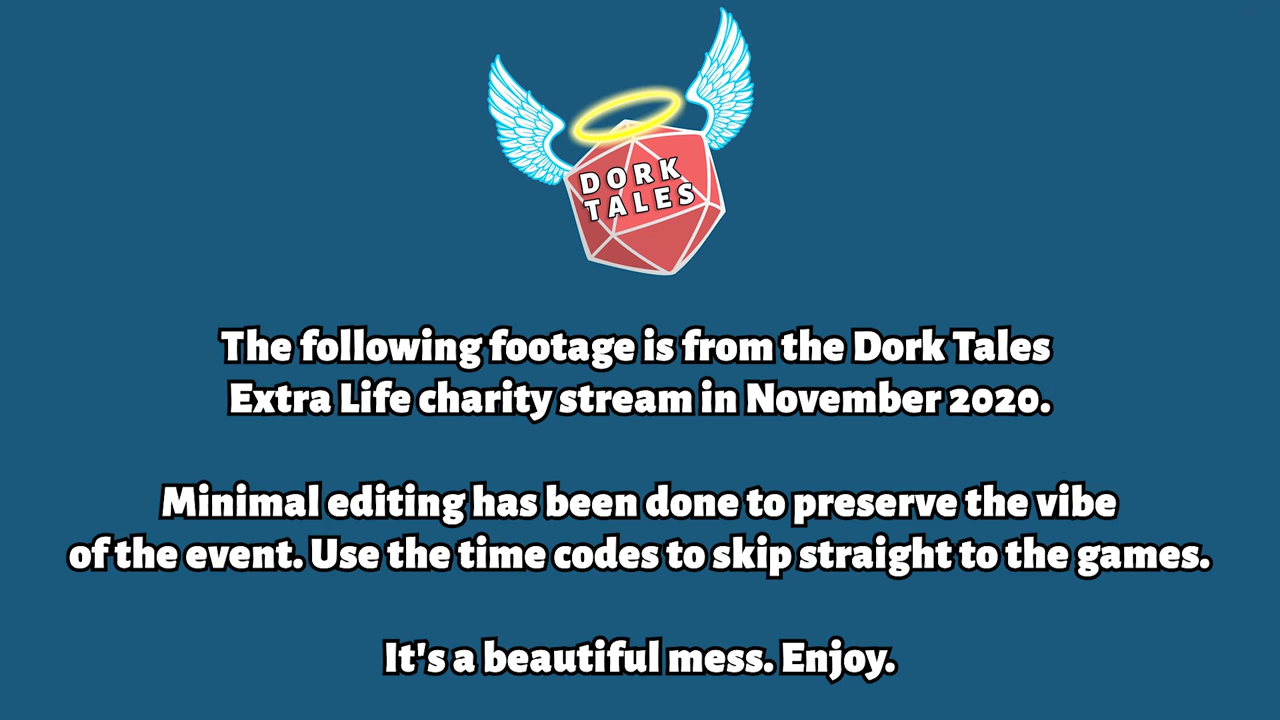 DORK
TALES
The following footage is from the Dork Tales
Extra Life charity stream in November 2020.
Minimal editing has been done to preserve the vibe
of the event. Use the time codes to skip straight to the games.
It's a beautiful mess. Enjoy.